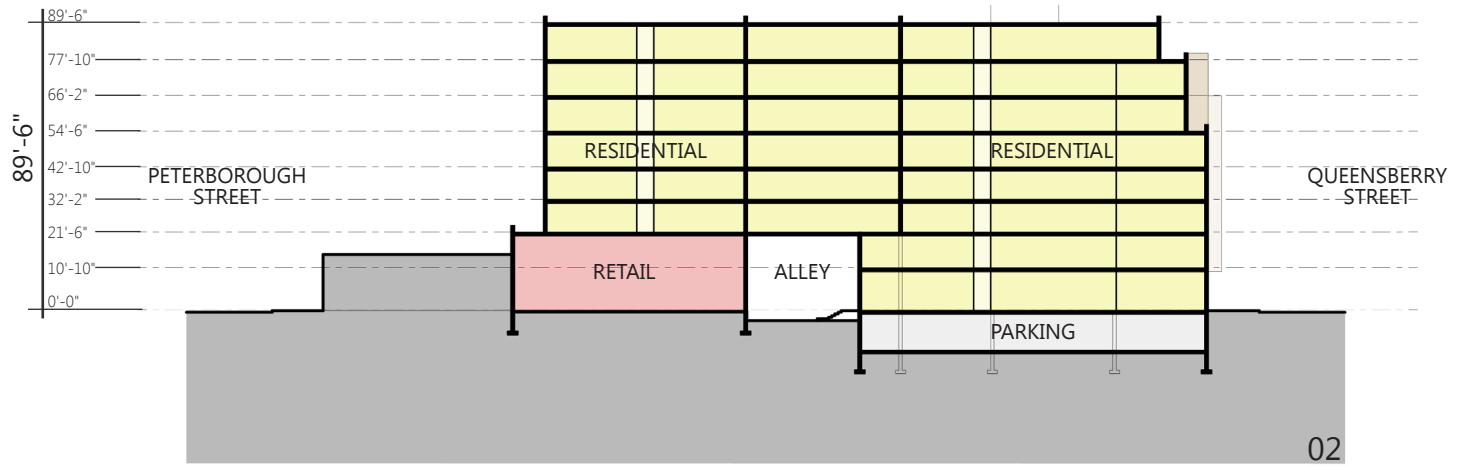 89'-6"
77'-10"
66'-2"
54'-6"
42'-10"
32'-2"
21'-6"
10'-10"
0'-0"
89'-6"
PETERBOROUGH
STREET
RESIDENTIAL
RESIDENTIAL
QUEENSBERRY
STREET
RETAIL
ALLEY
PARKING
02